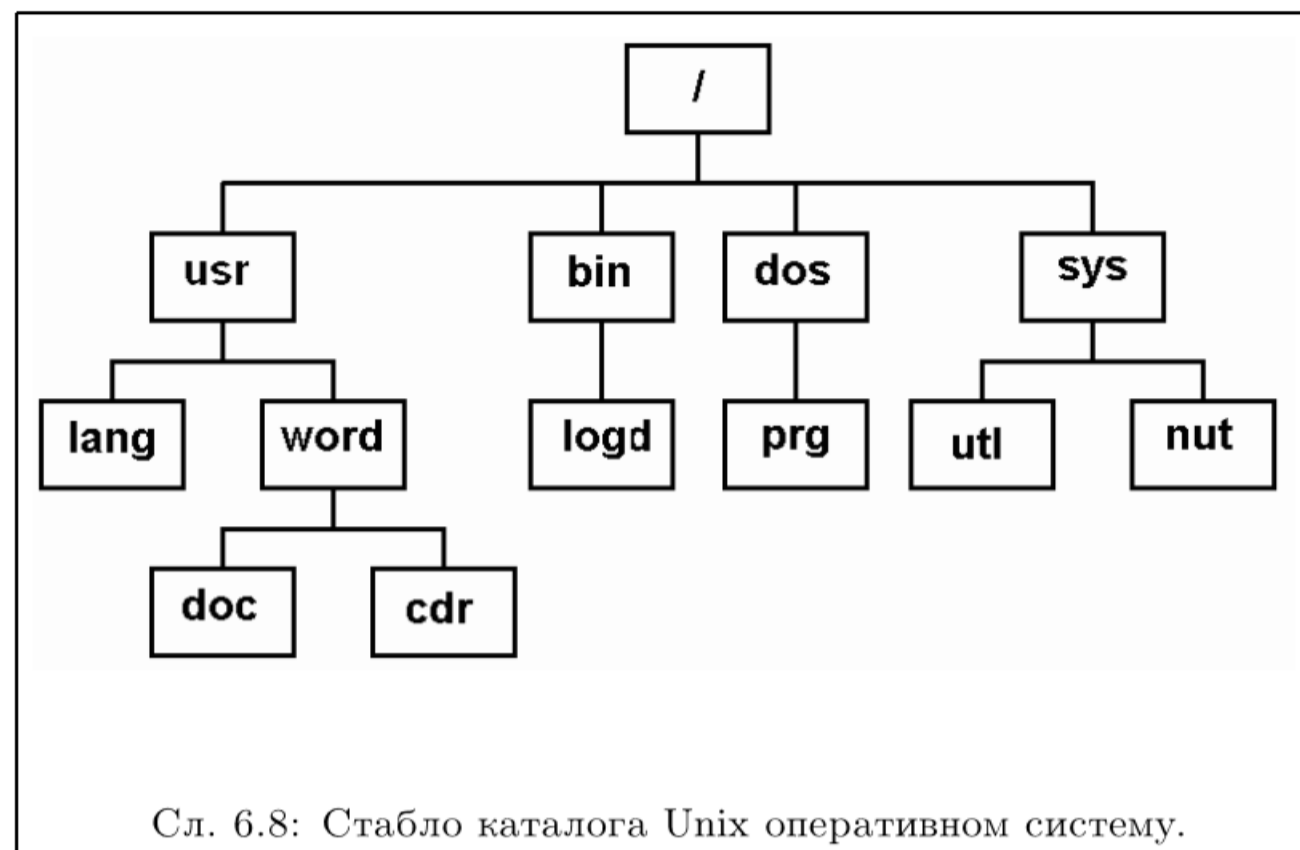 /
usr bin dos sys
lang word logd prg utl nut
doc cdr
Сл. 6.8: Стабло каталога Unix оперативном систему.